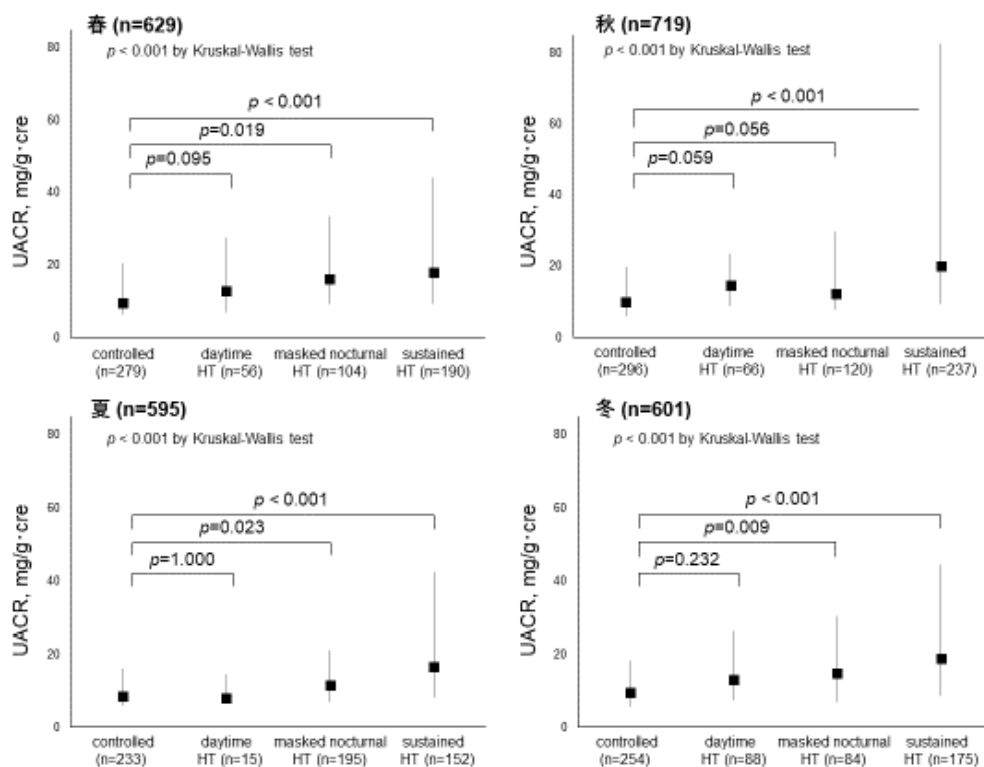 春 (n=629)
p < 0.001 by Kruskal-Wallis test
80
60
40
20
0
UACR, mg/g·cre
p < 0.001
p=0.019
p=0.095
controlled
(n=279)
daytime
HT (n=56)
masked nocturnal
HT (n=104)
sustained
HT (n=190)
秋 (n=719)
p < 0.001 by Kruskal-Wallis test
80
60
40
20
0
UACR, mg/g·cre
p < 0.001
p=0.056
p=0.059
controlled
(n=296)
daytime
HT (n=66)
masked nocturnal
HT (n=120)
sustained
HT (n=237)
夏 (n=595)
p < 0.001 by Kruskal-Wallis test
80
60
40
20
0
UACR, mg/g·cre
p < 0.001
p=0.023
p=1.000
controlled
(n=233)
daytime
HT (n=15)
masked nocturnal
HT (n=195)
sustained
HT (n=152)
冬 (n=601)
p < 0.001 by Kruskal-Wallis test
80
60
40
20
0
UACR, mg/g·cre
p < 0.001
p=0.009
p=0.232
controlled
(n=254)
daytime
HT (n=88)
masked nocturnal
HT (n=84)
sustained
HT (n=175)